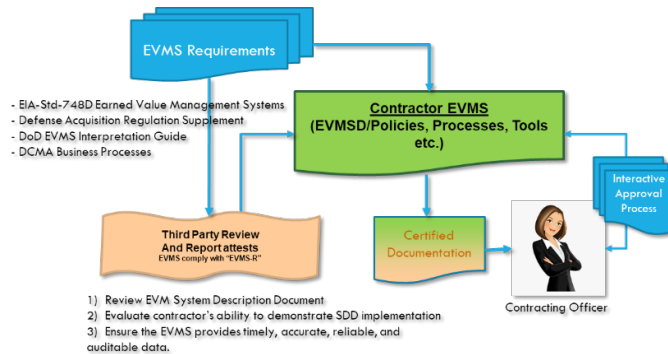 EVMS Requirements
- EIA-Std-748D Earned Value Management Systems
- Defense Acquisition Regulation Supplement
- DoD EVMS Interpretation Guide
- DCMA Business Processes
Contractor EVMS
(EVMSD/Policies, Processes, Tools
etc.)
Interactive
Approval
Process
Third Party Review
And Report attests
EVMS comply with "EVMS-R"
Certified
Documentation
Contracting Officer
1) Review EVM System Description Document
2) Evaluate contractor's ability to demonstrate SDD implementation
3) Ensure the EVMS provides timely, accurate, reliable, and
auditable data.